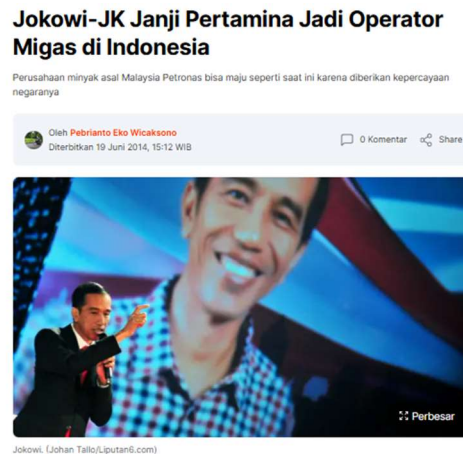 Jokowi-JK Janji Pertamina Jadi Operator
Migas di Indonesia
Perusahaan minyak asal Malaysia Petronas bisa maju seperti saat ini karena diberikan kepercayaan
negaranya
Oleh Pebrianto Eko Wicaksono
Diterbitkan 19 Juni 2014, 15:12 WIB
0 Komentar
Share
Perbesar
Jokowi. (Johan Tallo/Liputan6.com)